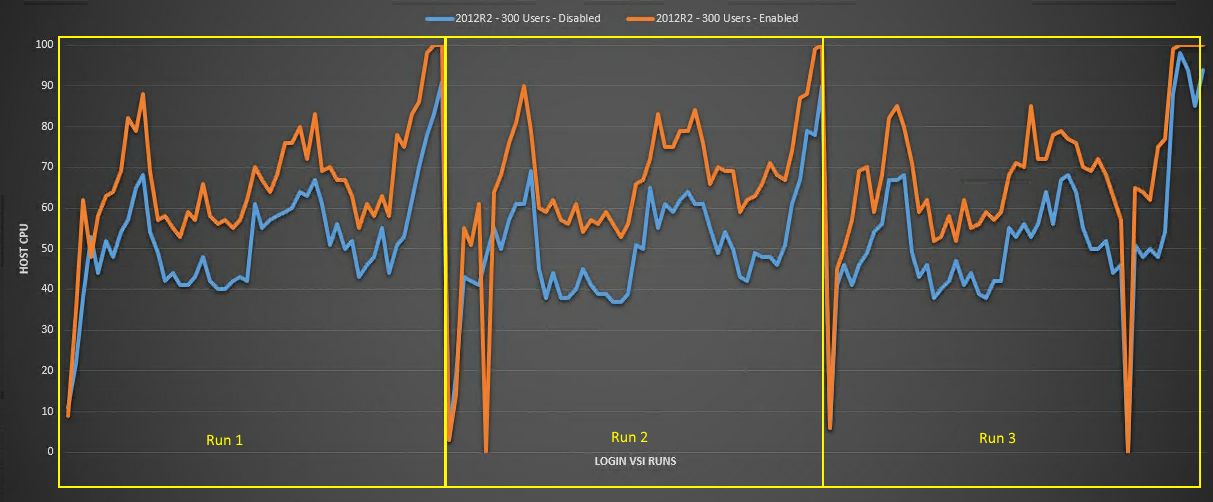 2012R2 - 300 Users - Disabled 2012R2 - 300 Users - Enabled
100
90
80
70
60
50
40
30
20
10
0
HOST CPU
Run 1
Run 2
Run 3
LOGIN VSI RUNS